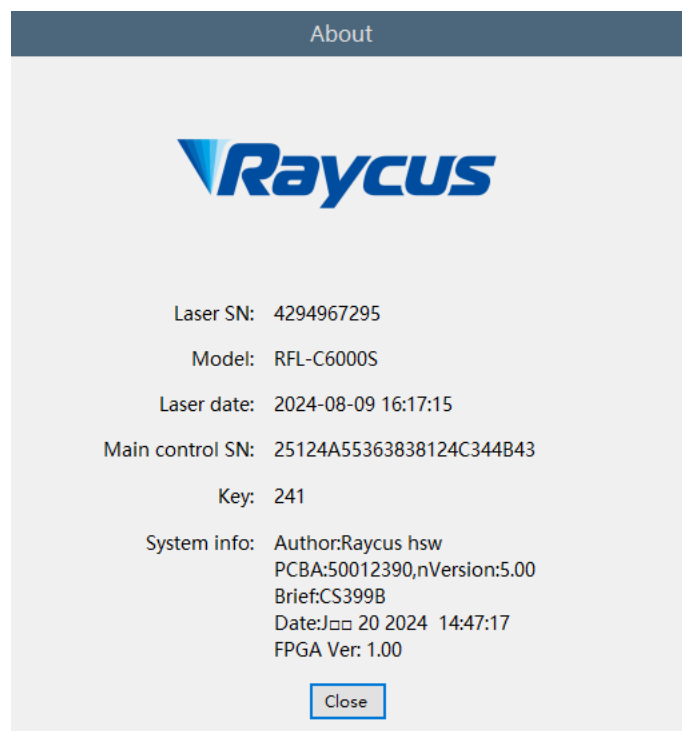 About
Raycus
Laser SN: 4294967295
Model: RFL-C6000S
Laser date: 2024-08-09 16:17:15
Main control SN: 25124A55363838124C344B43
Key: 241
System info: Author:Raycus hsw
PCBA:50012390,nVersion:5.00
Brief:CS399B
Date:J□□ 20 2024  14:47:17
FPGA Ver: 1.00
Close